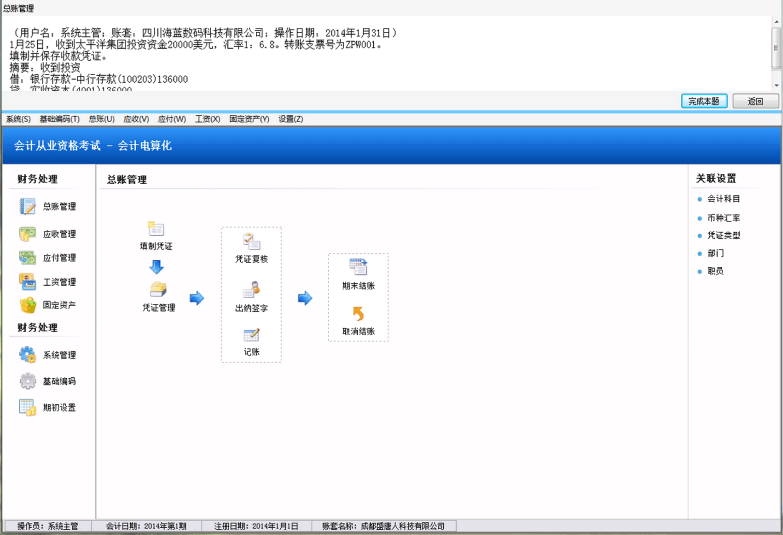 总账管理
（用户名：系统主管；账套：四川海蓝数码科技有限公司；操作日期：2014年1月31日）
1月25日，收到太平洋集团投资资金20000美元，汇率1：6.8。转账支票号为ZPW001。
填制并保存收款凭证。
摘要：收到投资
借：银行存款-中行存款(100203)136000
贷：实收资本(4001)136000
完成本题 返回
系统(S) 基础编码(T) 总账(U) 应收(V) 应付(W) 工资(X) 固定资产(Y) 设置(Z)
会计从业资格考试 - 会计电算化
财务处理
总账管理
应收管理
应付管理
工资管理
固定资产
财务处理
系统管理
基础编码
期初设置
总账管理
填制凭证
凭证管理
凭证复核
出纳签字
记账
期末结账
取消结账
关联设置
会计科目
币种汇率
凭证类型
部门
职员
操作员：系统主管 会计日期：2014年第1期 注册日期：2014年1月1日 账套名称：成都盛唐人科技有限公司